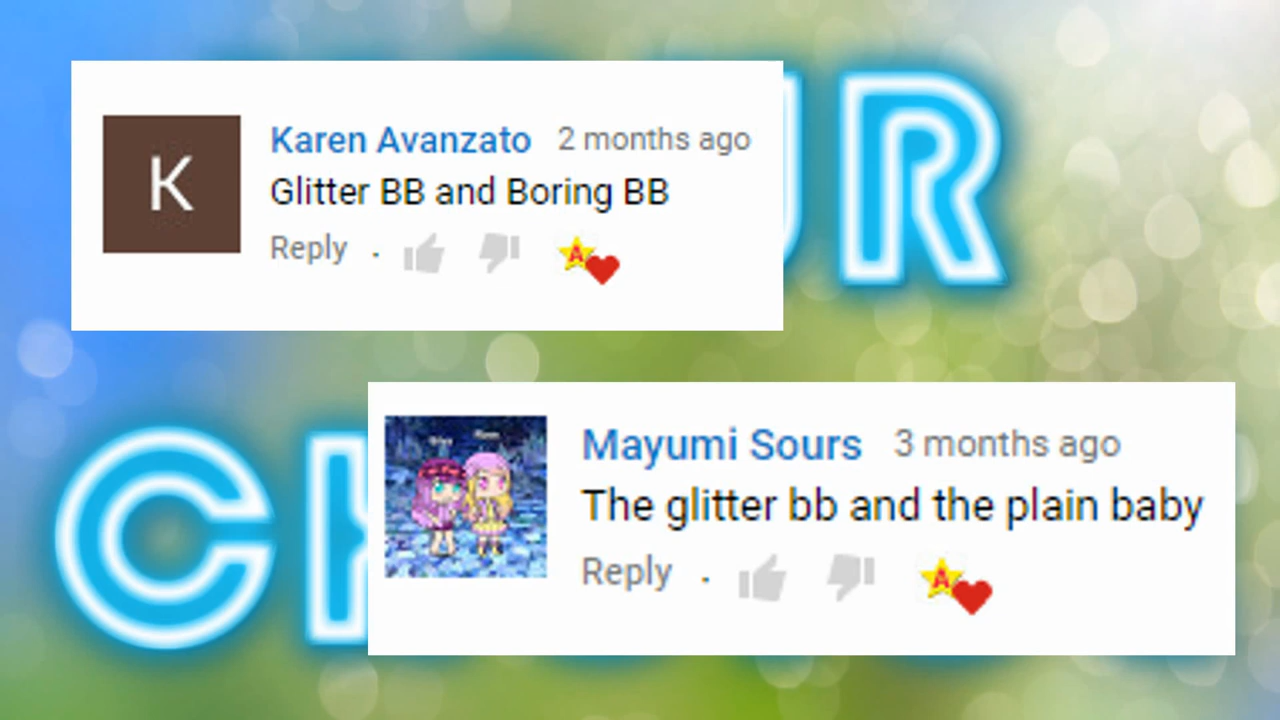 UR
K
Karen Avanzato 2 months ago
Glitter BB and Boring BB
Reply .
A
C
Mayumi Sours 3 months ago
The glitter bb and the plain baby
Reply .
A